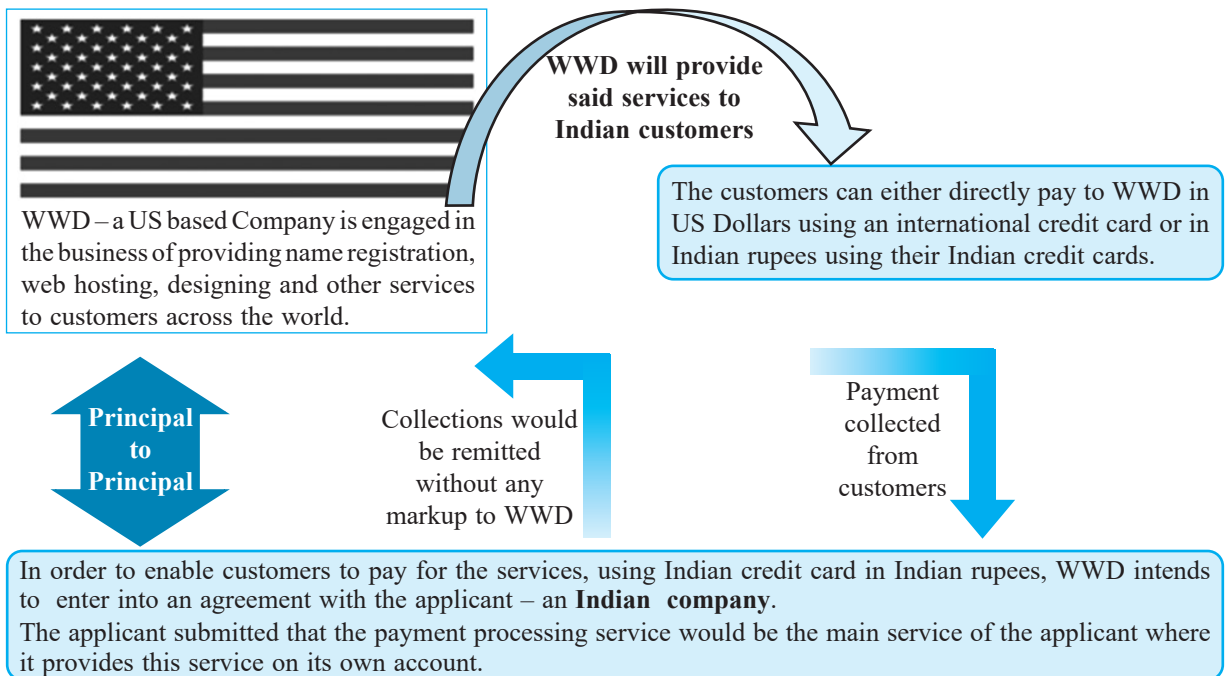 WWD will provide
said services to
Indian customers
WWD – a US based Company is engaged in
the business of providing name registration,
web hosting, designing and other services
to customers across the world.
The customers can either directly pay to WWD in
US Dollars using an international credit card or in
Indian rupees using their Indian credit cards.
Principal
to
Principal
Collections would
be remitted
without any
markup to WWD
Payment
collected
from
customers
In order to enable customers to pay for the services, using Indian credit card in Indian rupees, WWD intends
to enter into an agreement with the applicant – an Indian company.
The applicant submitted that the payment processing service would be the main service of the applicant where
it provides this service on its own account.